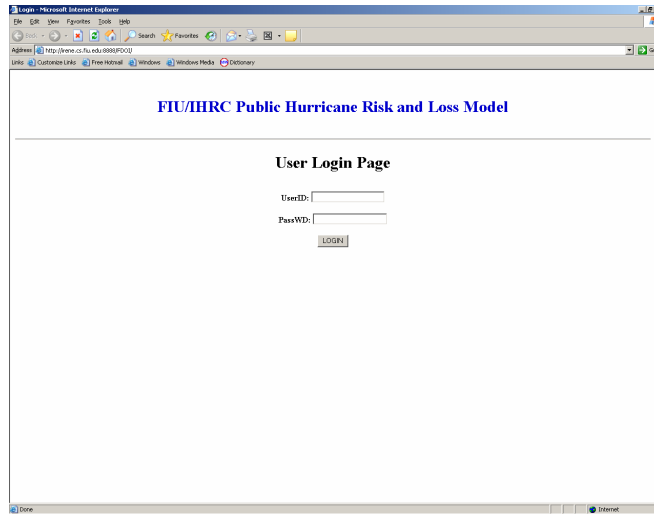 Login - Microsoft Internet Explorer
File Edit View Favorites Tools Help
Back Search Favorites
Address http://irene.cs.fiu.edu:8888/FDOI/
Links Customize Links Free Hotmail Windows Windows Media Dictionary
FIU/IHRC Public Hurricane Risk and Loss Model
User Login Page
UserID:
PassWD:
LOGIN
Done Internet